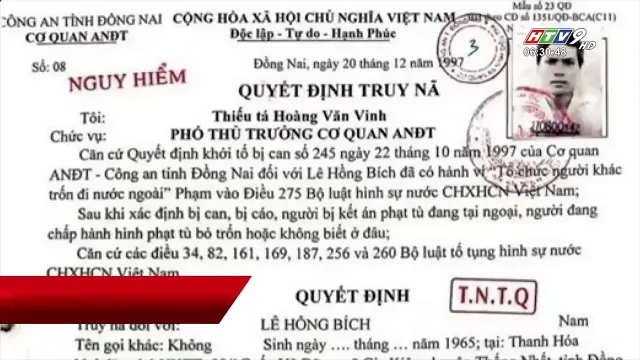 CÔNG AN TỈNH ĐỒNG NAI
CƠ QUAN ANĐT
CỘNG HÒA XÃ HỘI CHỦ NGHĨA VIỆT NAM
Độc lập - Tự do - Hạnh Phúc
Mẫu số 23 QĐ
theo CD số 1351/QĐ-BCA(C11)
HTV9 HD
06:30:48
Số: 08
NGUY HIỂM
3
Đồng Nai, ngày 20 tháng 12 năm 1997
QUYẾT ĐỊNH TRUY NÃ
Tôi: Thiếu tá Hoàng Văn Vinh
Chức vụ: PHÓ THỦ TRƯỞNG CƠ QUAN ANĐT
Căn cứ Quyết định khởi tố bị can số 245 ngày 22 tháng 10 năm 1997 của Cơ quan
ANĐT - Công an tỉnh Đồng Nai đối với Lê Hồng Bích đã có hành vi "Tổ chức người khác
trốn đi nước ngoài" Phạm vào Điều 275 Bộ luật hình sự nước CHXHCN Việt Nam;
Sau khi xác định bị can, bị cáo, người bị kết án phạt tù đang tại ngoại, người đang
chấp hành hình phạt tù bỏ trốn hoặc không biết ở đâu;
Căn cứ các điều 34, 82, 161, 169, 187, 256 và 260 Bộ luật tố tụng hình sự nước
CHXHCN Việt Nam
QUYẾT ĐỊNH
T.N.T.Q
Truy nã đối với: LÊ HỒNG BÍCH Nam
Tên gọi khác: Không Sinh ngày .... tháng .... năm 1965; tại: Thanh Hóa